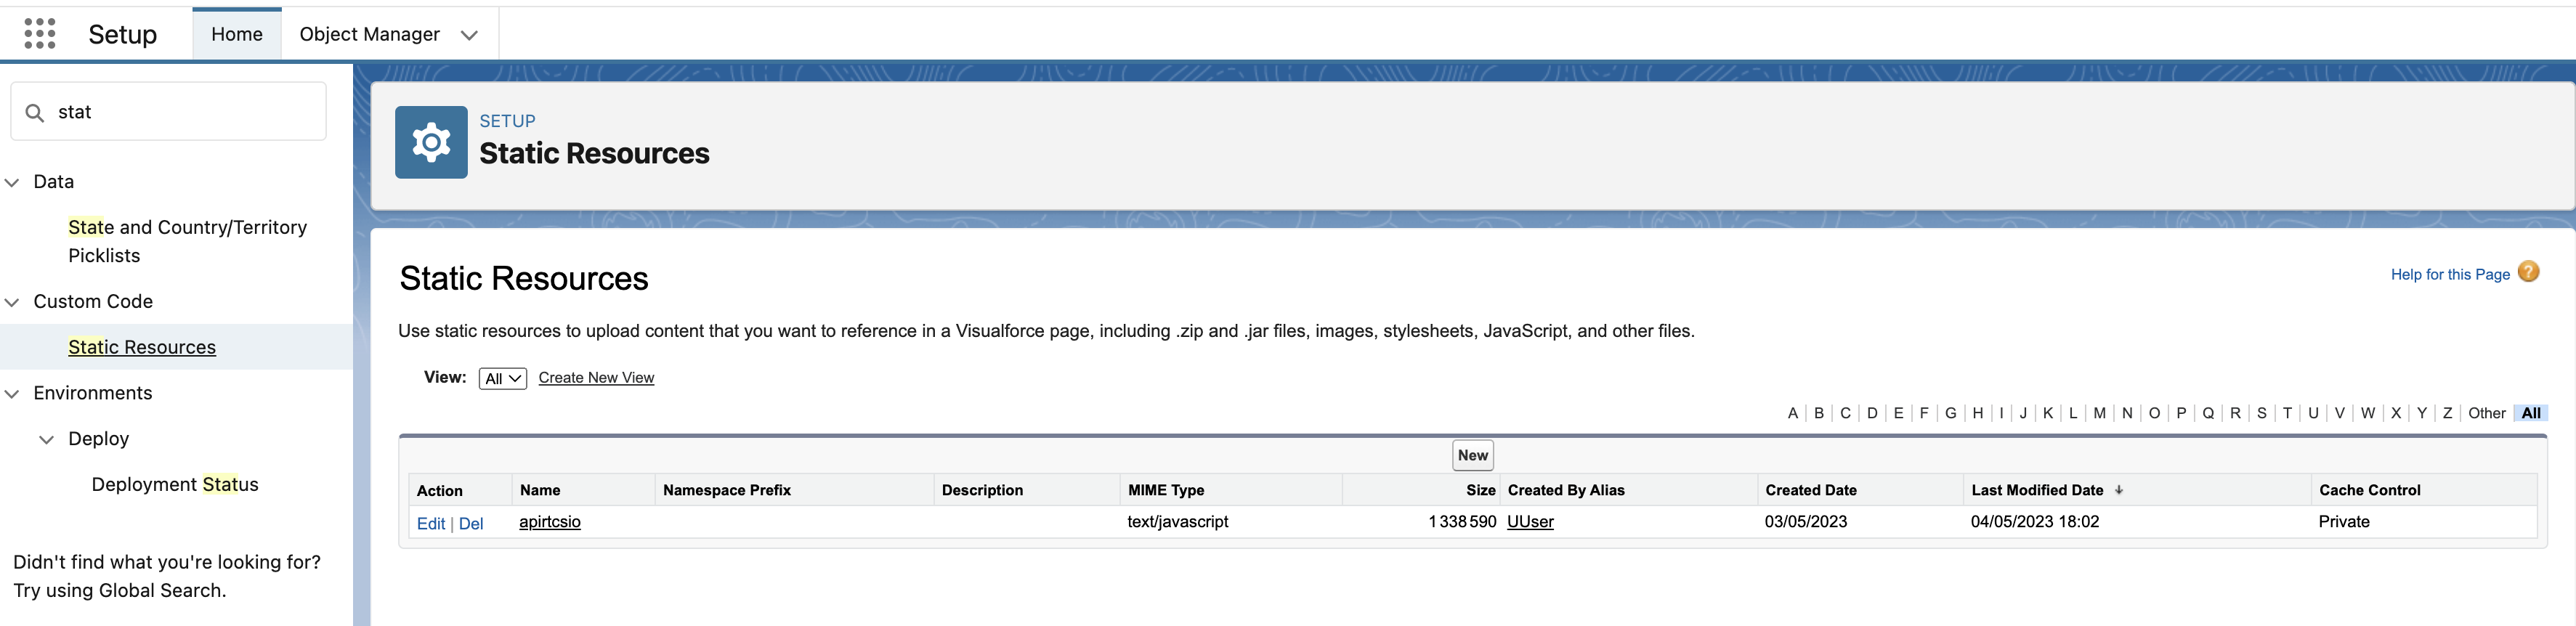 Setup Home Object Manager
stat
Data
State and Country/Territory
Picklists
Custom Code
Static Resources
Environments
Deploy
Deployment Status
Didn't find what you're looking for?
Try using Global Search.
SETUP
Static Resources
Static Resources
Help for this Page ?
Use static resources to upload content that you want to reference in a Visualforce page, including .zip and .jar files, images, stylesheets, JavaScript, and other files.
View: All Create New View
A | B | C | D | E | F | G | H | I | J | K | L | M | N | O | P | Q | R | S | T | U | V | W | X | Y | Z | Other | All
New
Action Name Namespace Prefix Description MIME Type Size Created By Alias Created Date Last Modified Date Cache Control
Edit | Del apirtcsio text/javascript 1 338 590 UUser 03/05/2023 04/05/2023 18:02 Private